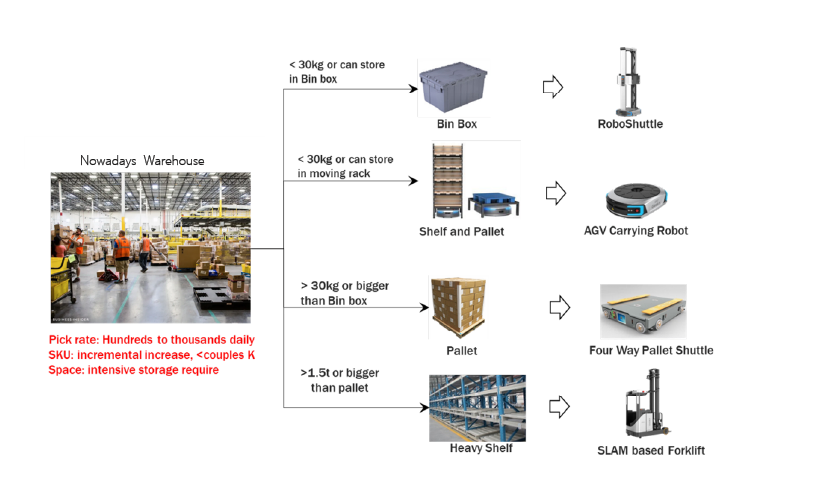 Nowadays Warehouse
BUSINESS INSIDER
Pick rate: Hundreds to thousands daily
SKU: incremental increase, <couples K
Space: intensive storage require
< 30kg or can store
in Bin box
Bin Box
RoboShuttle
< 30kg or can store
in moving rack
Shelf and Pallet
AGV Carrying Robot
> 30kg or bigger
than Bin box
Pallet
Four Way Pallet Shuttle
>1.5t or bigger
than pallet
Heavy Shelf
SLAM based Forklift